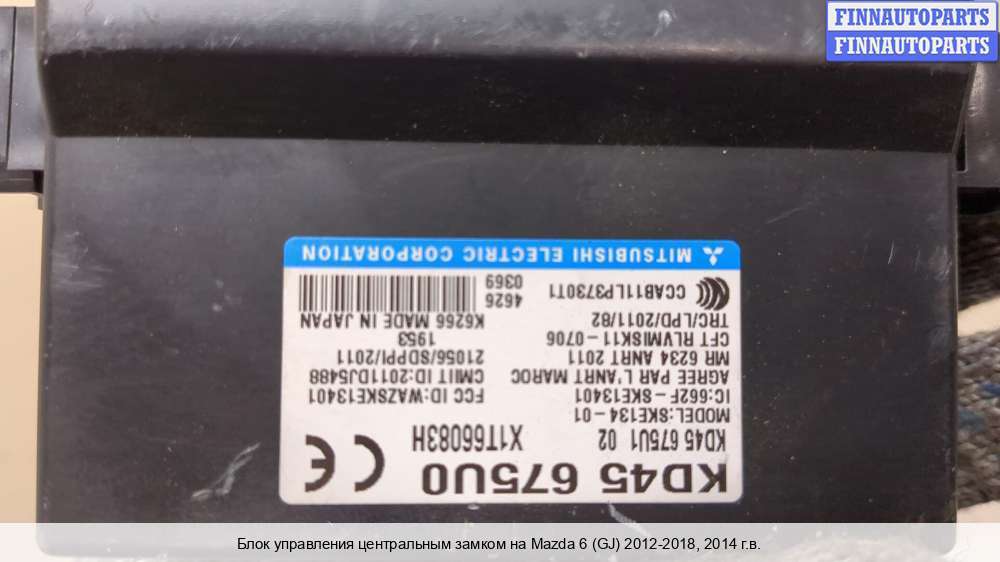 FINNAUTOPARTS
FINNAUTOPARTS
KD45 675U0
KD45 675U1 02 X1T66083H
MODEL:SKE134-01
IC:662F-SKE13401 FCC ID:WAZSKE13401
AGREE PAR L'ANRT MAROC CMIIT ID:2011DJ5488
MR 6234 ANRT 2011 21056/SDPPI/2011
CFT RLVMISK11-0706 1953
TRC/LPD/2011/82 K6266 MADE IN JAPAN
CCAB11LP3730T1 4626
0369
MITSUBISHI ELECTRIC CORPORATION
Блок управления центральным замком на Mazda 6 (GJ) 2012-2018, 2014 г.в.